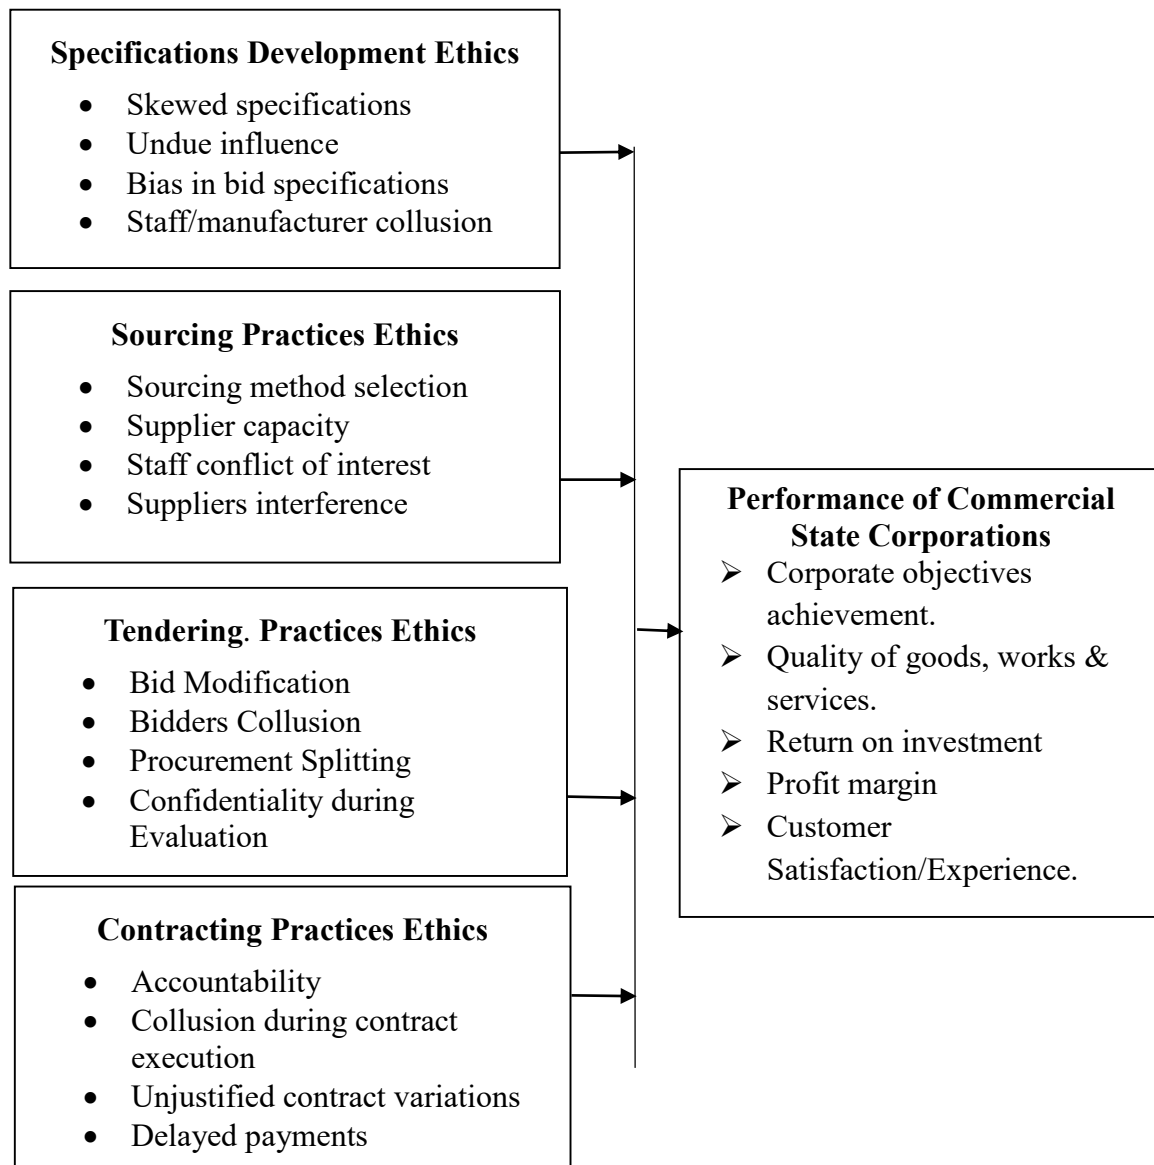 Specifications Development Ethics
• Skewed specifications
• Undue influence
• Bias in bid specifications
• Staff/manufacturer collusion
Sourcing Practices Ethics
• Sourcing method selection
• Supplier capacity
• Staff conflict of interest
• Suppliers interference
Tendering. Practices Ethics
• Bid Modification
• Bidders Collusion
• Procurement Splitting
• Confidentiality during
Evaluation
Contracting Practices Ethics
• Accountability
• Collusion during contract
execution
• Unjustified contract variations
• Delayed payments
Performance of Commercial
State Corporations
➢ Corporate objectives
achievement.
➢ Quality of goods, works &
services.
➢ Return on investment
➢ Profit margin
➢ Customer
Satisfaction/Experience.